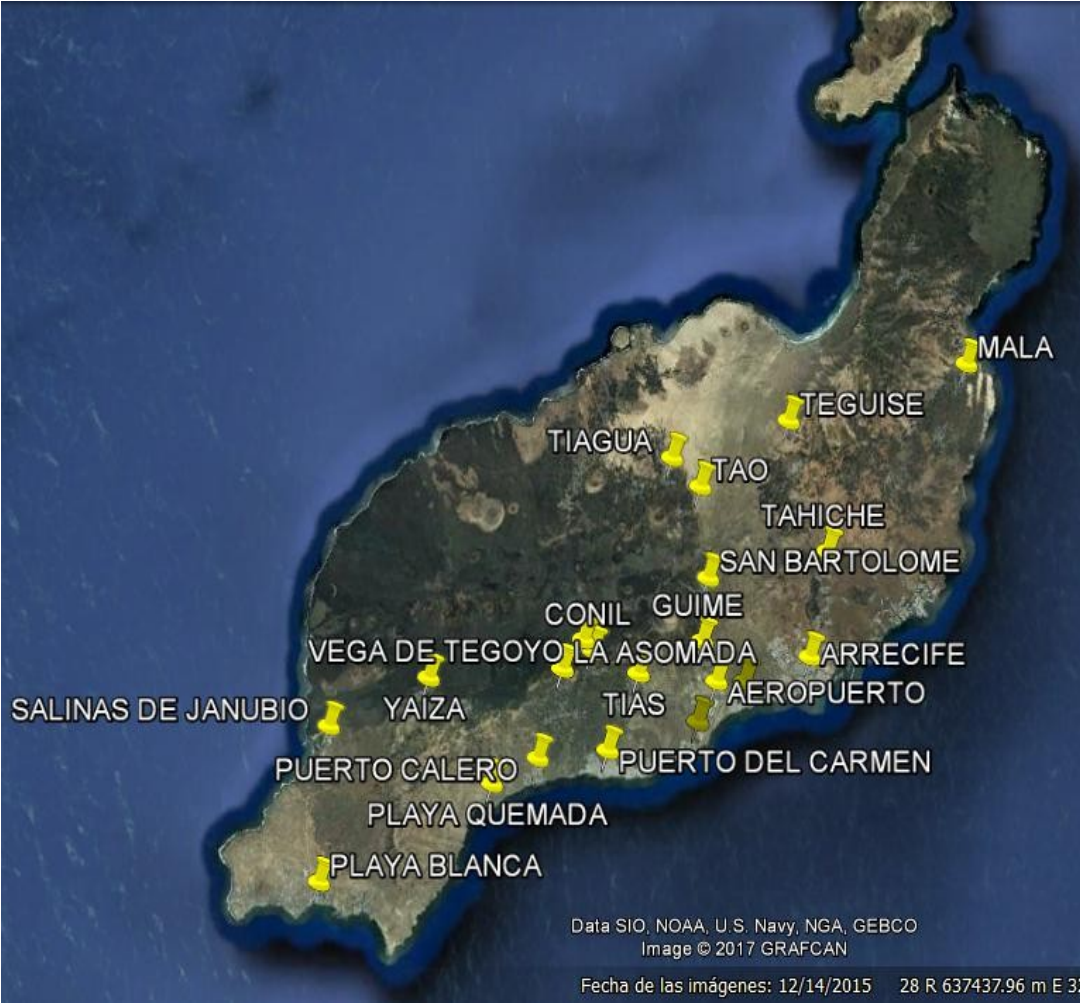 MALA
TEGUISE
TIAGUA
TAO
TAHICHE
SAN BARTOLOME
CONIL
GUIME
VEGA DE TEGOYO LA ASOMADA
ARRECIFE
AEROPUERTO
TIAS
YAIZA
SALINAS DE JANUBIO
PUERTO CALERO
PUERTO DEL CARMEN
PLAYA QUEMADA
PLAYA BLANCA
Data SIO, NOAA, U.S. Navy, NGA, GEBCO
Image © 2017 GRAFCAN
Fecha de las imágenes: 12/14/2015 28 R 637437.96 m E